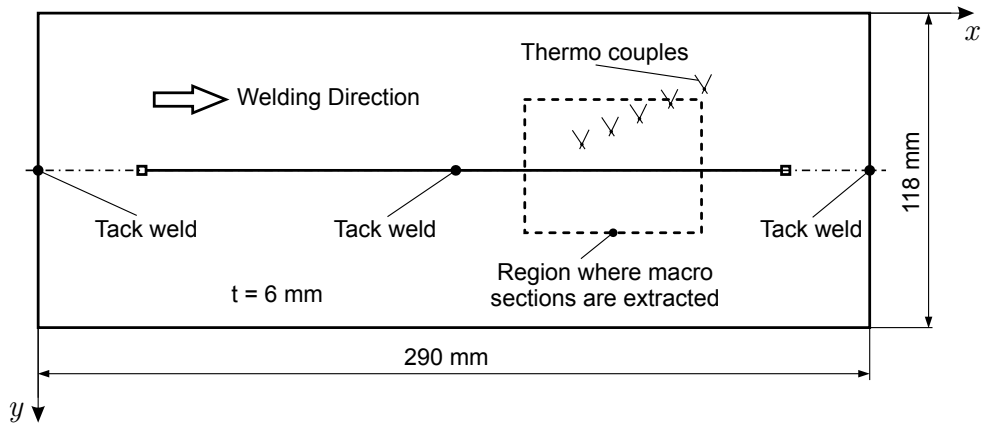 x
Thermo couples
Welding Direction
118 mm
Tack weld
Tack weld
Tack weld
Region where macro
sections are extracted
t = 6 mm
290 mm
y